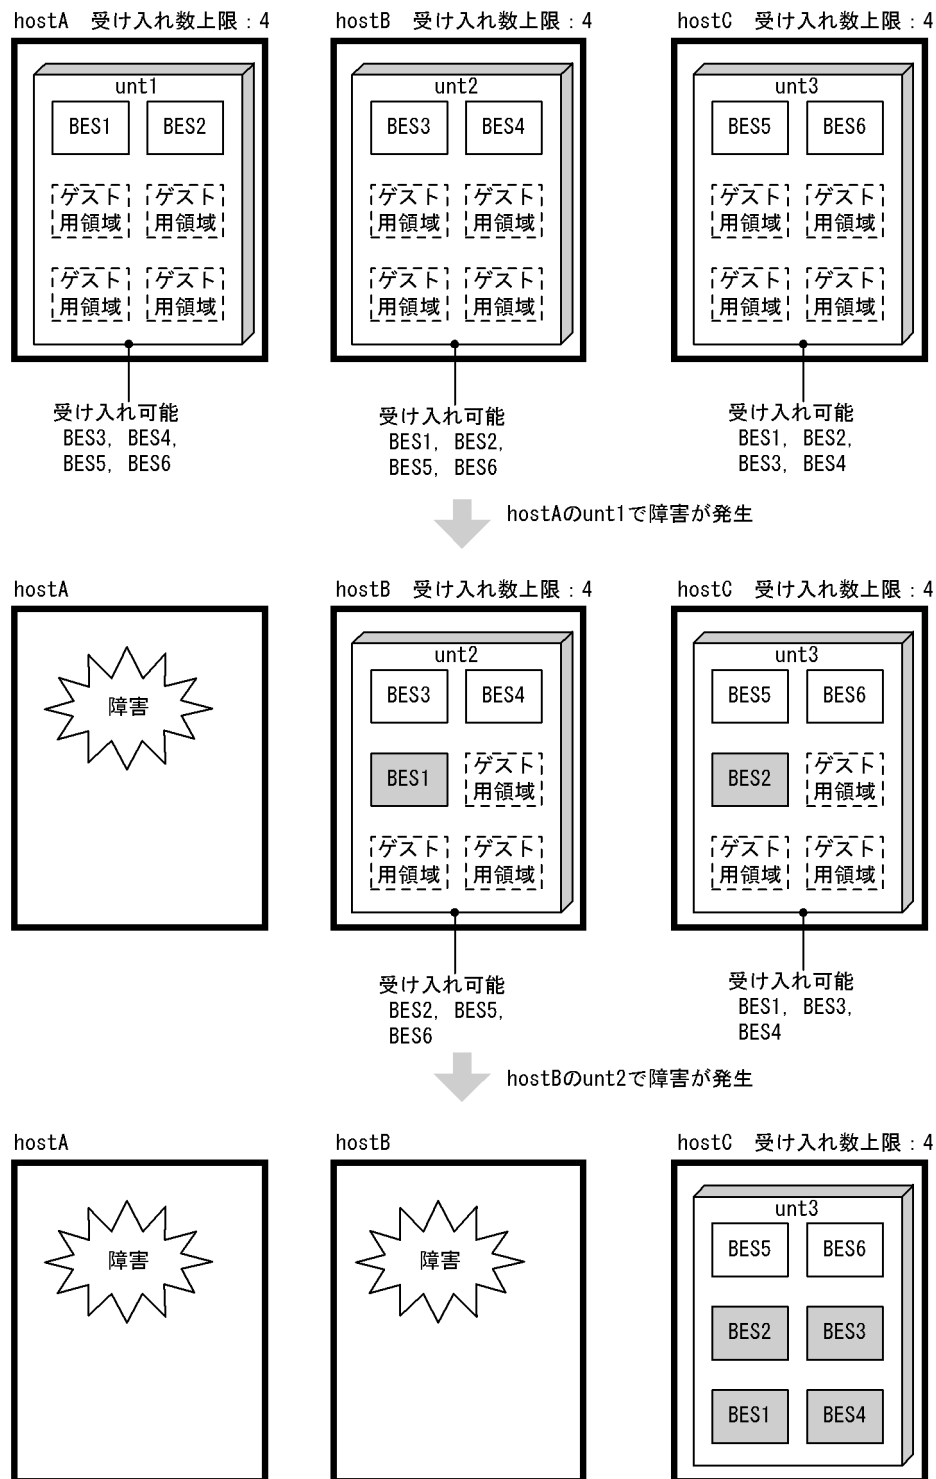 hostA 受け入れ数上限：4
hostB 受け入れ数上限：4
hostC 受け入れ数上限：4
unt1
BES1
BES2
ゲスト
用領域
ゲスト
用領域
ゲスト
用領域
ゲスト
用領域
受け入れ可能
BES3, BES4,
BES5, BES6
unt2
BES3
BES4
ゲスト
用領域
ゲスト
用領域
ゲスト
用領域
ゲスト
用領域
受け入れ可能
BES1, BES2,
BES5, BES6
unt3
BES5
BES6
ゲスト
用領域
ゲスト
用領域
ゲスト
用領域
ゲスト
用領域
受け入れ可能
BES1, BES2,
BES3, BES4
hostAのunt1で障害が発生
hostA
hostB 受け入れ数上限：4
hostC 受け入れ数上限：4
障害
unt2
BES3
BES4
BES1
ゲスト
用領域
ゲスト
用領域
ゲスト
用領域
受け入れ可能
BES2, BES5,
BES6
unt3
BES5
BES6
BES2
ゲスト
用領域
ゲスト
用領域
ゲスト
用領域
受け入れ可能
BES1, BES3,
BES4
hostBのunt2で障害が発生
hostA
hostB
hostC 受け入れ数上限：4
障害
障害
unt3
BES5
BES6
BES2
BES3
BES1
BES4